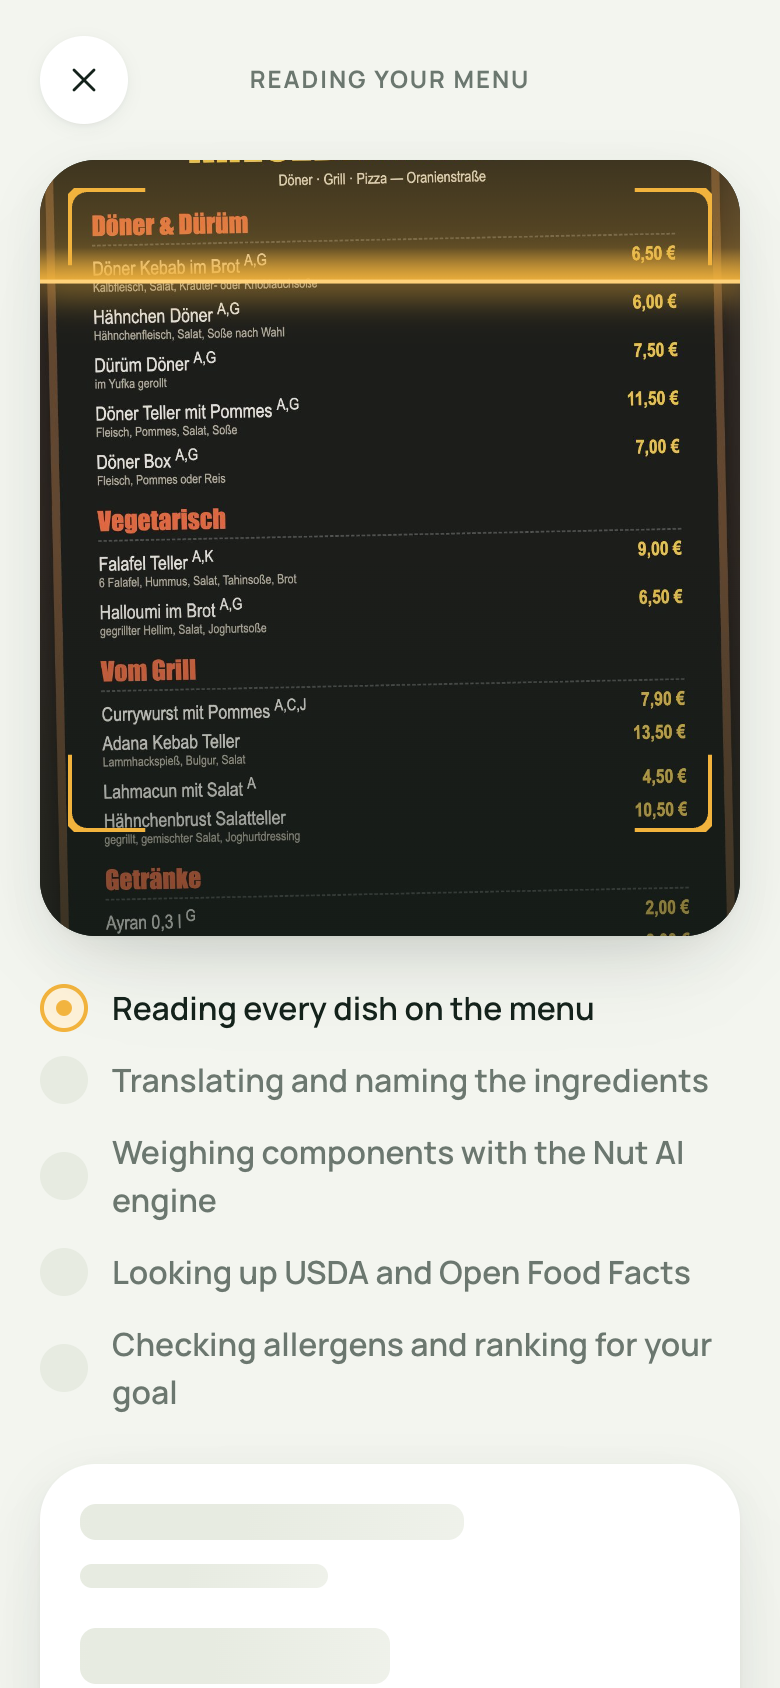 READING YOUR MENU
Döner · Grill · Pizza — Oranienstraße
Döner & Dürüm
Döner Kebab im Brot A,G 6,50 €
Kalbfleisch, Salat, Kräuter- oder Knoblauchsoße
Hähnchen Döner A,G 6,00 €
Hähnchenfleisch, Salat, Soße nach Wahl
Dürüm Döner A,G 7,50 €
im Yufka gerollt
Döner Teller mit Pommes A,G 11,50 €
Fleisch, Pommes, Salat, Soße
Döner Box A,G 7,00 €
Fleisch, Pommes oder Reis
Vegetarisch
Falafel Teller A,K 9,00 €
6 Falafel, Hummus, Salat, Tahinsoße, Brot
Halloumi im Brot A,G 6,50 €
gegrillter Hellim, Salat, Joghurtsoße
Vom Grill
Currywurst mit Pommes A,C,J 7,90 €
Adana Kebab Teller 13,50 €
Lammhackspieß, Bulgur, Salat
Lahmacun mit Salat A 4,50 €
Hähnchenbrust Salatteller 10,50 €
gegrillt, gemischter Salat, Joghurtdressing
Getränke
Ayran 0,3 l G 2,00 €
Reading every dish on the menu
Translating and naming the ingredients
Weighing components with the Nut AI
engine
Looking up USDA and Open Food Facts
Checking allergens and ranking for your
goal